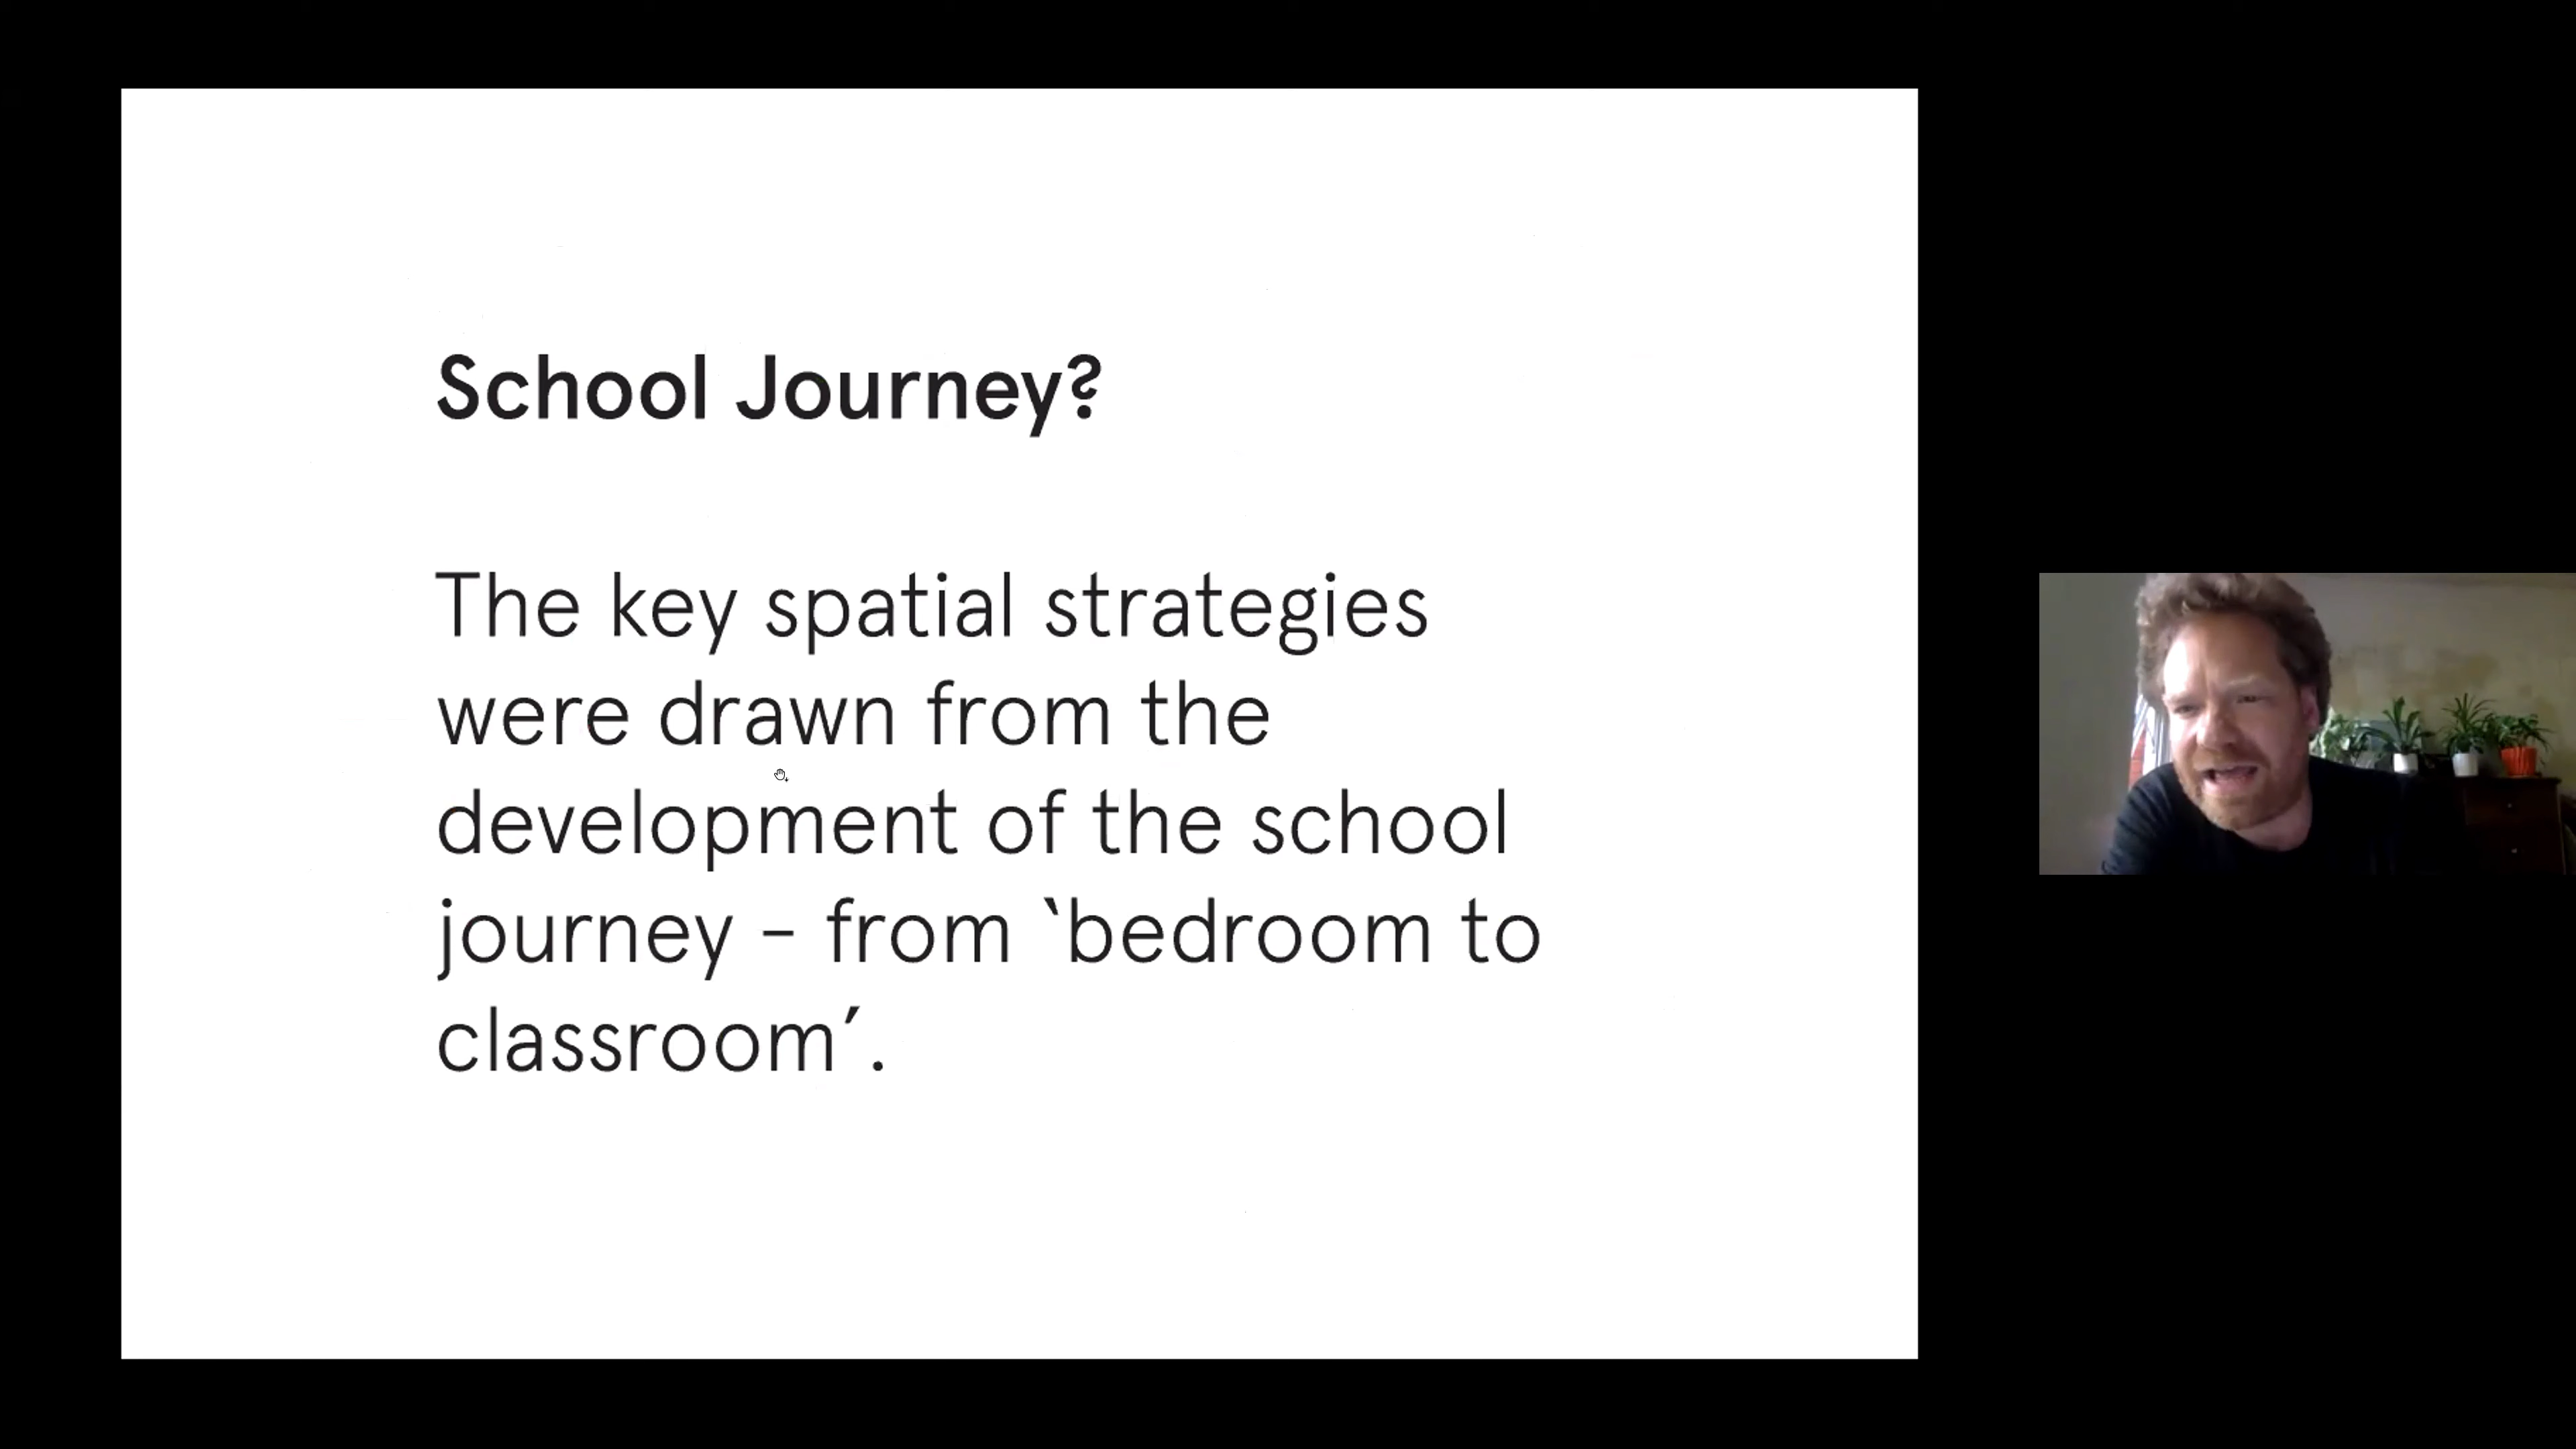 School Journey?
The key spatial strategies
were drawn from the
development of the school
journey – from ‘bedroom to
classroom’.